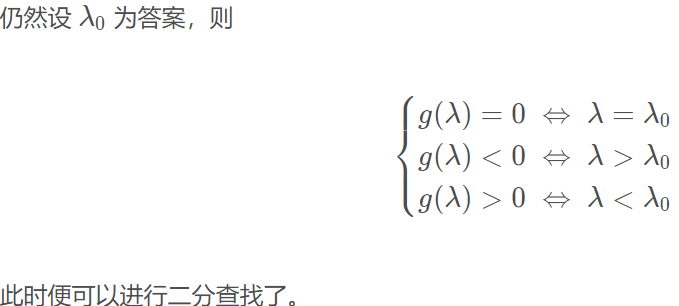 仍然设 λ₀ 为答案，则
g(λ) = 0 ⇔ λ = λ₀
g(λ) < 0 ⇔ λ > λ₀
g(λ) > 0 ⇔ λ < λ₀
此时便可以进行二分查找了。